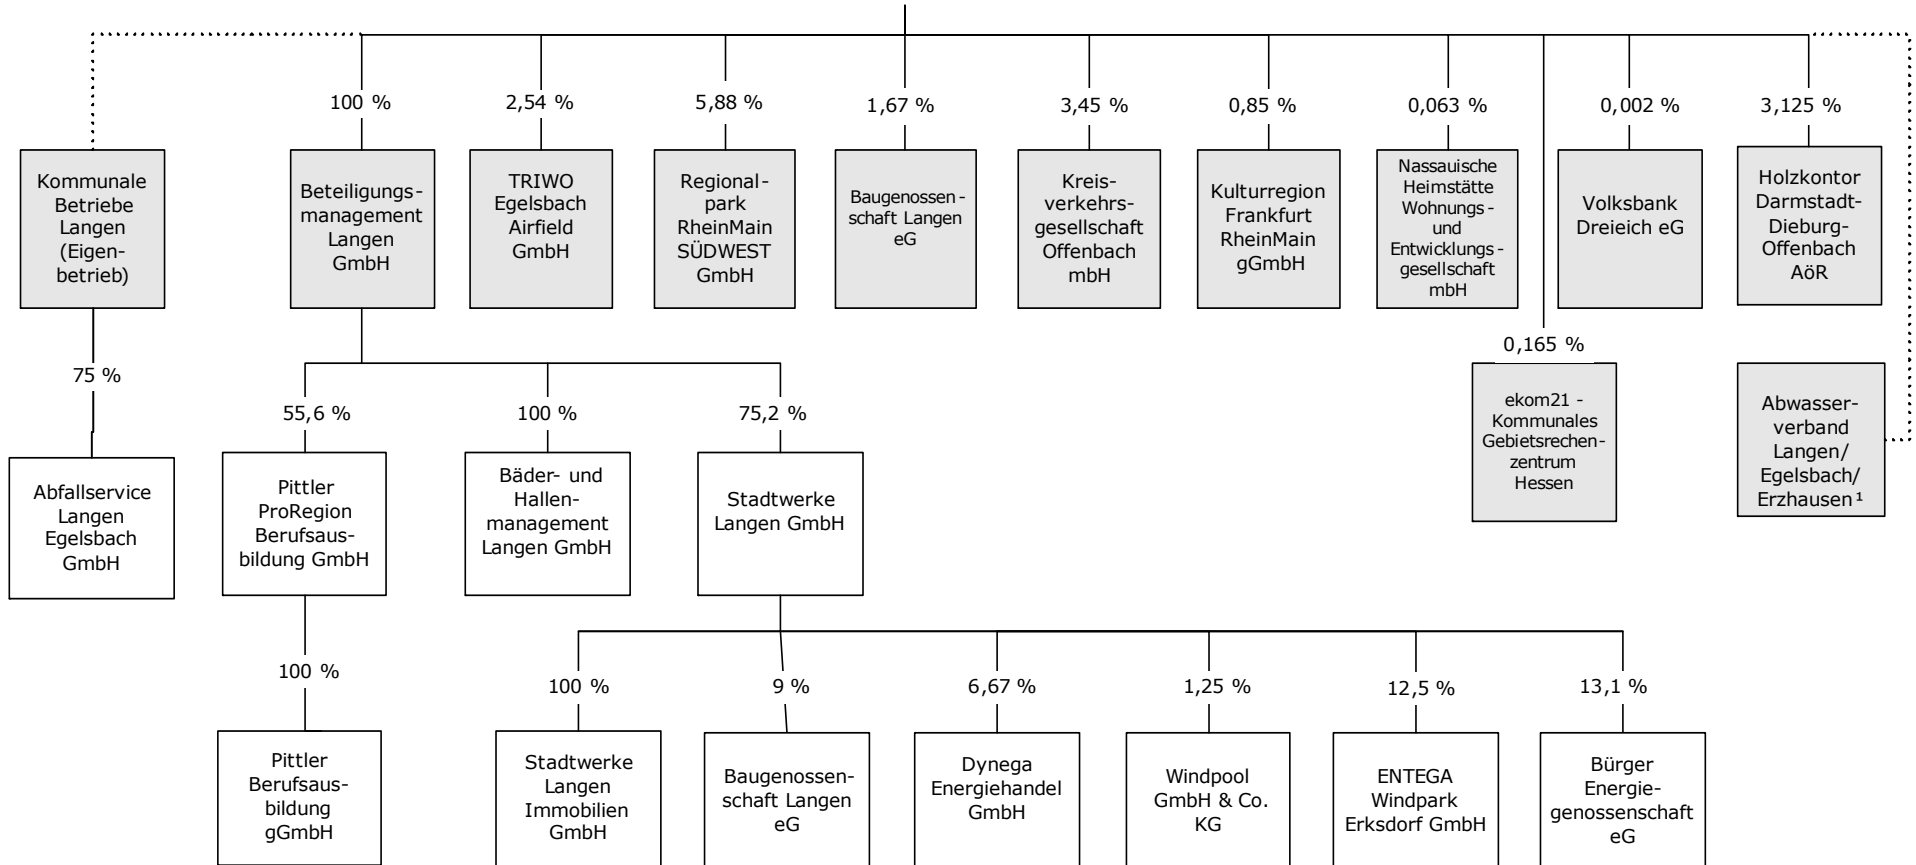 100 %
2,54 %
5,88 %
1,67 %
3,45 %
0,85 %
0,063 %
0,002 %
3,125 %
Kommunale
Betriebe
Langen
(Eigen-
betrieb)
Beteiligungs-
management
Langen
GmbH
TRIWO
Egelsbach
Airfield
GmbH
Regional-
park
RheinMain
SÜDWEST
GmbH
Baugenossen-
schaft Langen
eG
Kreis-
verkehrs-
gesellschaft
Offenbach
mbH
Kulturregion
Frankfurt
RheinMain
gGmbH
Nassauische
Heimstätte
Wohnungs-
und
Entwicklungs-
gesellschaft
mbH
Volksbank
Dreieich eG
Holzkontor
Darmstadt-
Dieburg-
Offenbach
AöR
0,165 %
75 %
55,6 %
100 %
75,2 %
ekom21 -
Kommunales
Gebietsrechen-
zentrum
Hessen
Abwasser-
verband
Langen/
Egelsbach/
Erzhausen¹
Abfallservice
Langen
Egelsbach
GmbH
Pittler
ProRegion
Berufsaus-
bildung GmbH
Bäder- und
Hallen-
management
Langen GmbH
Stadtwerke
Langen GmbH
100 %
100 %
9 %
6,67 %
1,25 %
12,5 %
13,1 %
Pittler
Berufsaus-
bildung
gGmbH
Stadtwerke
Langen
Immobilien
GmbH
Baugenossen-
schaft Langen
eG
Dynega
Energiehandel
GmbH
Windpool
GmbH & Co.
KG
ENTEGA
Windpark
Erksdorf GmbH
Bürger
Energie-
genossenschaft
eG